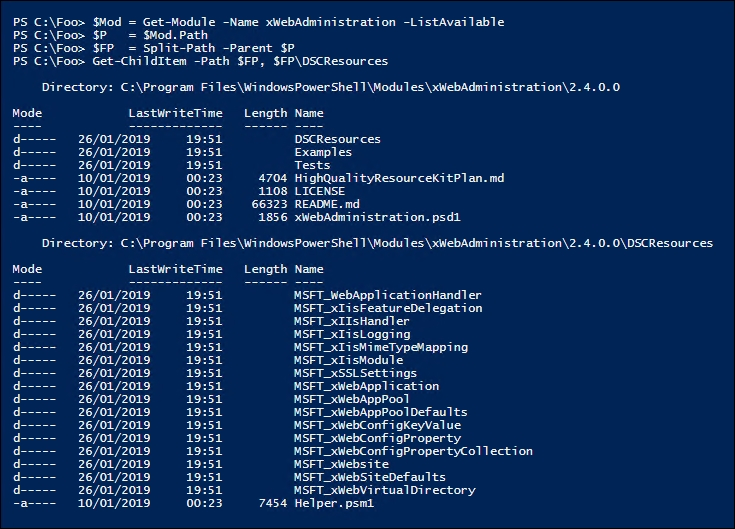 PS C:\Foo> $Mod = Get-Module -Name xWebAdministration -ListAvailable
PS C:\Foo> $P   = $Mod.Path
PS C:\Foo> $FP  = Split-Path -Parent $P
PS C:\Foo> Get-ChildItem -Path $FP, $FP\DSCResources
    Directory: C:\Program Files\WindowsPowerShell\Modules\xWebAdministration\2.4.0.0
Mode                LastWriteTime   Length Name
----                -------------   ------ ----
d-----   26/01/2019     19:51              DSCResources
d-----   26/01/2019     19:51              Examples
d-----   26/01/2019     19:51              Tests
-a----   10/01/2019     00:23         4704 HighQualityResourceKitPlan.md
-a----   10/01/2019     00:23         1108 LICENSE
-a----   10/01/2019     00:23        66323 README.md
-a----   10/01/2019     00:23         1856 xWebAdministration.psd1
    Directory: C:\Program Files\WindowsPowerShell\Modules\xWebAdministration\2.4.0.0\DSCResources
Mode                LastWriteTime   Length Name
----                -------------   ------ ----
d-----   26/01/2019     19:51              MSFT_WebApplicationHandler
d-----   26/01/2019     19:51              MSFT_xIisFeatureDelegation
d-----   26/01/2019     19:51              MSFT_xIIsHandler
d-----   26/01/2019     19:51              MSFT_xIisLogging
d-----   26/01/2019     19:51              MSFT_xIisMimeTypeMapping
d-----   26/01/2019     19:51              MSFT_xIisModule
d-----   26/01/2019     19:51              MSFT_xSSLSettings
d-----   26/01/2019     19:51              MSFT_xWebApplication
d-----   26/01/2019     19:51              MSFT_xWebAppPool
d-----   26/01/2019     19:51              MSFT_xWebAppPoolDefaults
d-----   26/01/2019     19:51              MSFT_xWebConfigKeyValue
d-----   26/01/2019     19:51              MSFT_xWebConfigProperty
d-----   26/01/2019     19:51              MSFT_xWebConfigPropertyCollection
d-----   26/01/2019     19:51              MSFT_xWebsite
d-----   26/01/2019     19:51              MSFT_xWebSiteDefaults
d-----   26/01/2019     19:51              MSFT_xWebVirtualDirectory
-a----   10/01/2019     00:23         7454 Helper.psm1